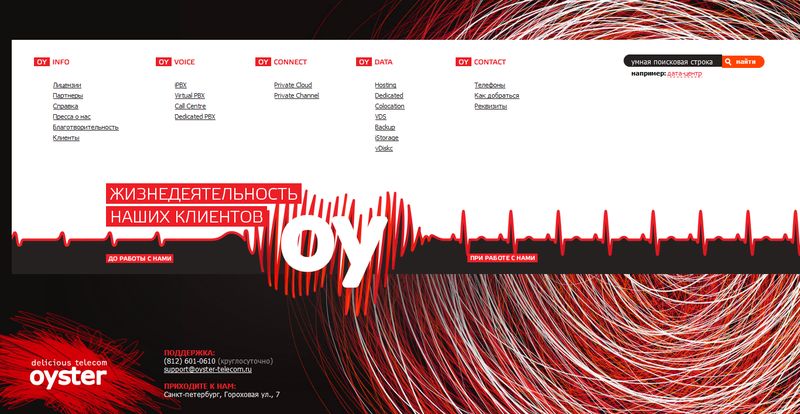 OY INFO
Лицензии
Партнеры
Справка
Пресса о нас
Благотворительность
Клиенты
OY VOICE
iPBX
Virtual PBX
Call Centre
Dedicated PBX
OY CONNECT
Private Cloud
Private Channel
OY DATA
Hosting
Dedicated
Colocation
VDS
Backup
iStorage
vDiskc
OY CONTACT
Телефоны
Как добраться
Реквизиты
умная поисковая строка найти
например: дата-центр
ЖИЗНЕДЕЯТЕЛЬНОСТЬ
НАШИХ КЛИЕНТОВ
oy
ДО РАБОТЫ С НАМИ
ПРИ РАБОТЕ С НАМИ
delicious telecom
oyster
ПОДДЕРЖКА:
(812) 601-0610 (круглосуточно)
support@oyster-telecom.ru
ПРИХОДИТЕ К НАМ:
Санкт-петербург, Гороховая ул., 7